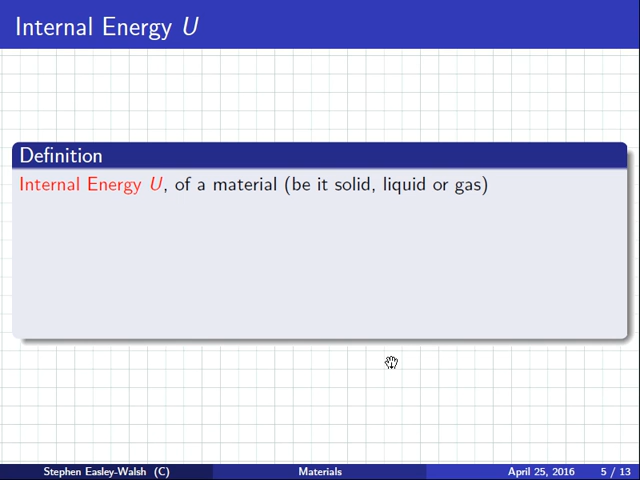 Internal Energy U
Definition
Internal Energy U, of a material (be it solid, liquid or gas)
Stephen Easley-Walsh (C)
Materials
April 25, 2016
5 / 13